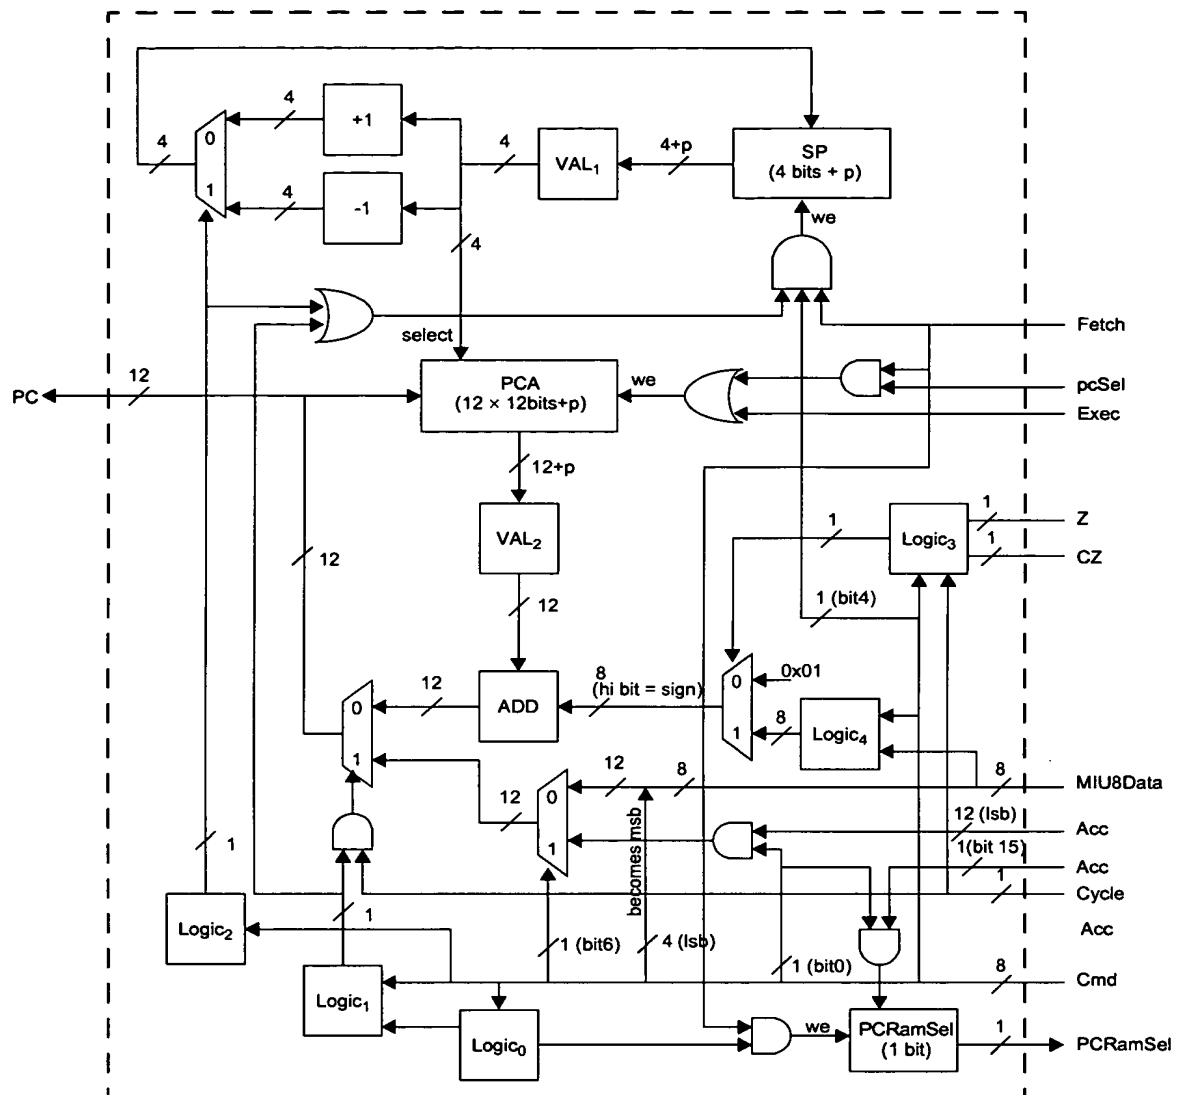 4
+1
0
4
4
VAL1
4+p
SP
(4 bits + p)
1
4
-1
4
we
select
Fetch
PC
12
PCA
(12 × 12bits+p)
we
pcSel
Exec
12+p
VAL2
12
12
1
Logic3
1
Z
1
CZ
1 (bit4)
0
0x01
8
(hi bit = sign)
12
ADD
0
1
8
Logic4
1
12
8
8
MIU8Data
12
0
1
becomes msb
12 (lsb)
Acc
1(bit 15)
Acc
1
Cycle
1
Logic2
1
Acc
1 (bit6)
4 (lsb)
1 (bit0)
8
Cmd
Logic1
Logic0
we
PCRamSel
(1 bit)
1
PCRamSel